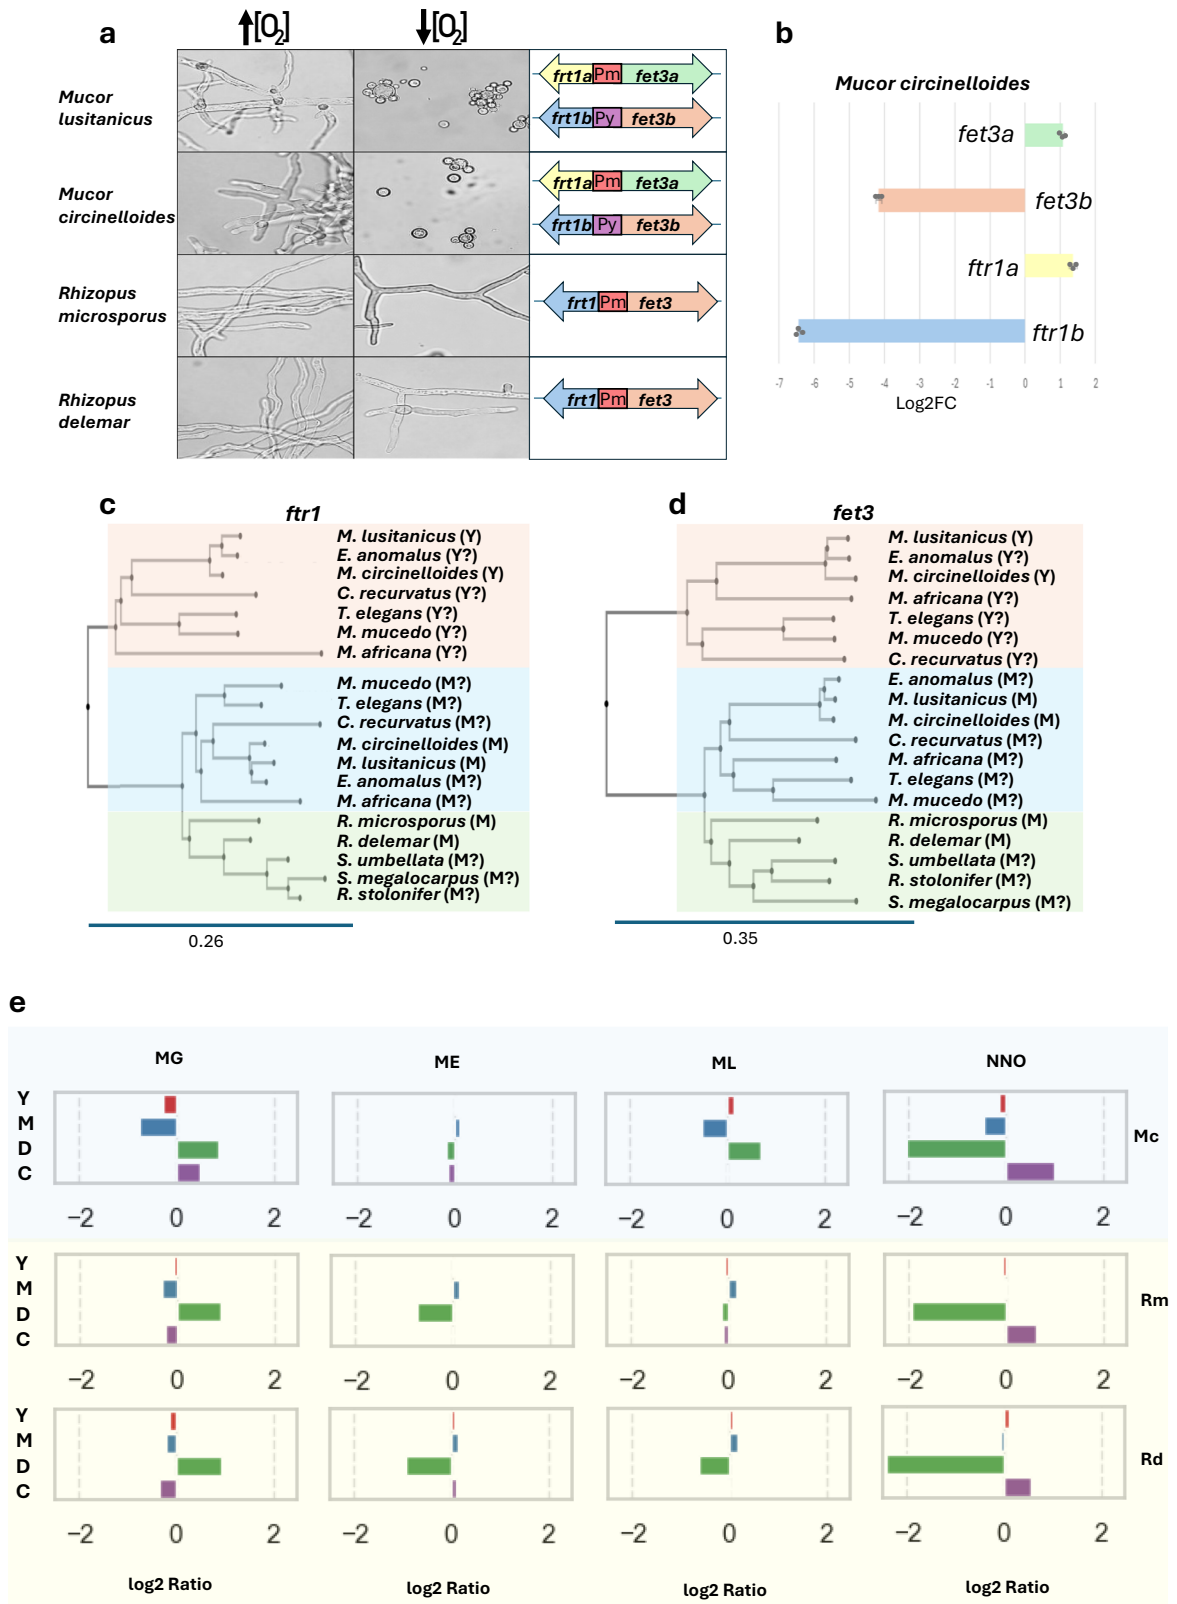 a
[O2]
[O2]
Mucor
lusitanicus
frt1a Pm fet3a
frt1b Py fet3b
Mucor
circinelloides
frt1a Pm fet3a
frt1b Py fet3b
Rhizopus
microsporus
frt1 Pm fet3
Rhizopus
delemar
frt1 Pm fet3
b
Mucor circinelloides
fet3a
fet3b
ftr1a
ftr1b
-7 -6 -5 -4 -3 -2 -1 0 1 2
Log2FC
c
ftr1
M. lusitanicus (Y)
E. anomalus (Y?)
M. circinelloides (Y)
C. recurvatus (Y?)
T. elegans (Y?)
M. mucedo (Y?)
M. africana (Y?)
M. mucedo (M?)
T. elegans (M?)
C. recurvatus (M?)
M. circinelloides (M)
M. lusitanicus (M)
E. anomalus (M?)
M. africana (M?)
R. microsporus (M)
R. delemar (M)
S. umbellata (M?)
S. megalocarpus (M?)
R. stolonifer (M?)
0.26
d
fet3
M. lusitanicus (Y)
E. anomalus (Y?)
M. circinelloides (Y)
M. africana (Y?)
T. elegans (Y?)
M. mucedo (Y?)
C. recurvatus (Y?)
E. anomalus (M?)
M. lusitanicus (M)
M. circinelloides (M)
C. recurvatus (M?)
M. africana (M?)
T. elegans (M?)
M. mucedo (M?)
R. microsporus (M)
R. delemar (M)
S. umbellata (M?)
R. stolonifer (M?)
S. megalocarpus (M?)
0.35
e
MG ME ML NNO
Y
M
D
C
Mc
−2 0 2 −2 0 2 −2 0 2 −2 0 2
Y
M
D
C
Rm
−2 0 2 −2 0 2 −2 0 2 −2 0 2
Y
M
D
C
Rd
−2 0 2 −2 0 2 −2 0 2 −2 0 2
log2 Ratio log2 Ratio log2 Ratio log2 Ratio